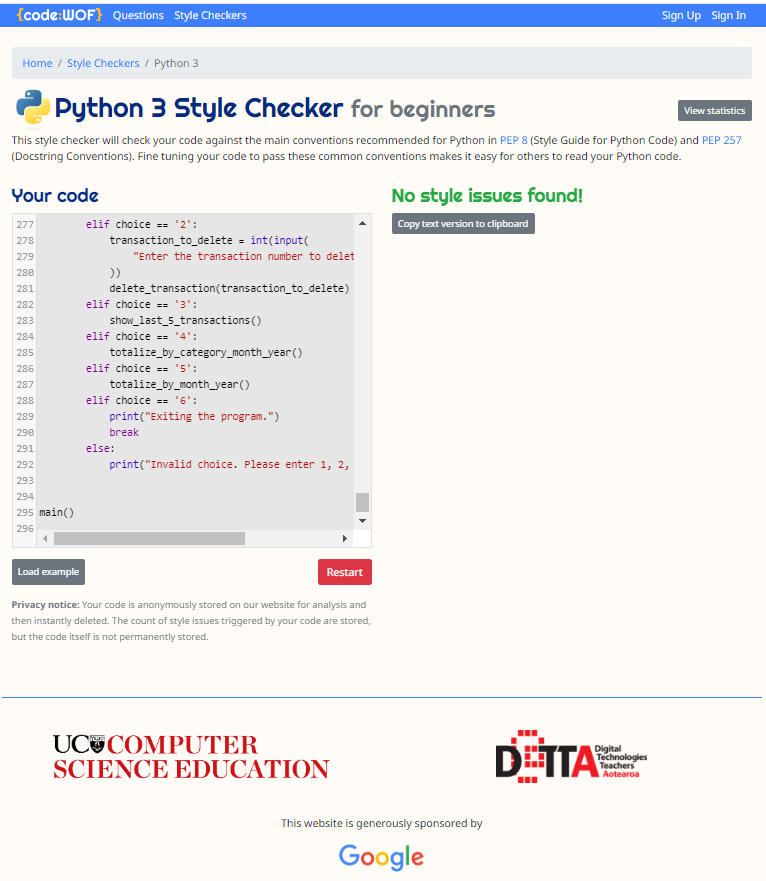 {code:WOF} Questions Style Checkers Sign Up Sign In
Home / Style Checkers / Python 3
Python 3 Style Checker for beginners
View statistics
This style checker will check your code against the main conventions recommended for Python in PEP 8 (Style Guide for Python Code) and PEP 257
(Docstring Conventions). Fine tuning your code to pass these common conventions makes it easy for others to read your Python code.
Your code
277 elif choice == '2':
278 transaction_to_delete = int(input(
279 "Enter the transaction number to delet
280 ))
281 delete_transaction(transaction_to_delete)
282 elif choice == '3':
283 show_last_5_transactions()
284 elif choice == '4':
285 totalize_by_category_month_year()
286 elif choice == '5':
287 totalize_by_month_year()
288 elif choice == '6':
289 print("Exiting the program.")
290 break
291 else:
292 print("Invalid choice. Please enter 1, 2,
293
294
295 main()
296
Load example
Restart
Privacy notice: Your code is anonymously stored on our website for analysis and
then instantly deleted. The count of style issues triggered by your code are stored,
but the code itself is not permanently stored.
No style issues found!
Copy text version to clipboard
UC COMPUTER
SCIENCE EDUCATION
DTTA Digital
Technologies
Teachers
Aotearoa
This website is generously sponsored by
Google